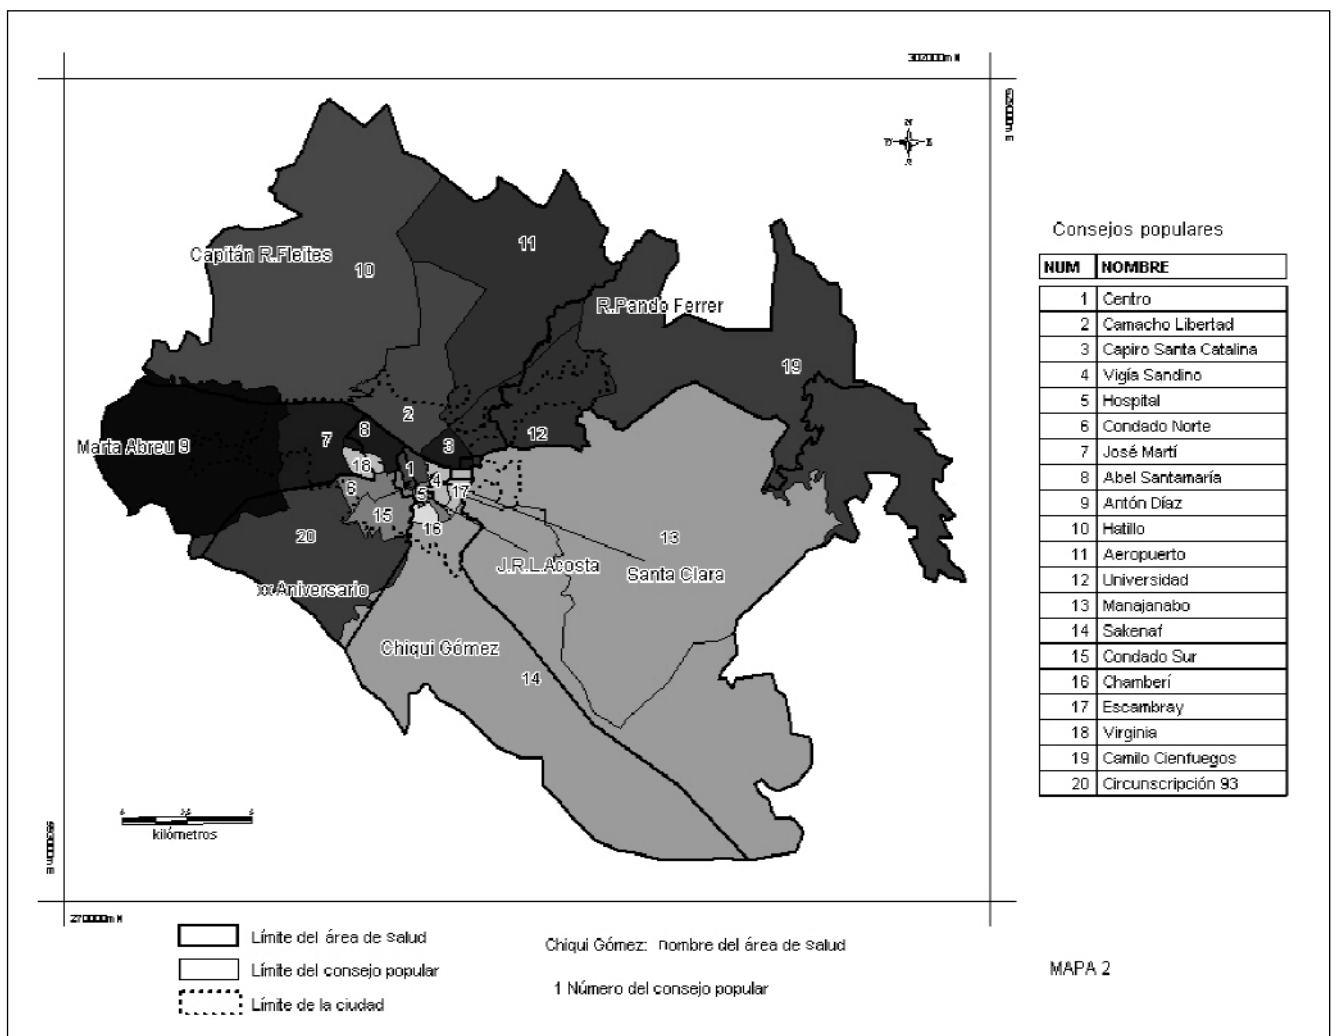 302000m N
Capitán R.Fleites
10
11
R.Pando Ferrer
19
2
Marta Abreu 9
7
8
3
12
18
1
4
6
5
17
15
16
20
13
J.R.L.Acosta
Santa Clara
xx Aniversario
Chiqui Gómez
14
kilómetros
270000m N
Consejos populares
NUM NOMBRE
1 Centro
2 Camacho Libertad
3 Capiro Santa Catalina
4 Vigía Sandino
5 Hospital
6 Condado Norte
7 José Martí
8 Abel Santamaría
9 Antón Díaz
10 Hatillo
11 Aeropuerto
12 Universidad
13 Manajanabo
14 Sakenaf
15 Condado Sur
16 Chamberí
17 Escambray
18 Virginia
19 Camilo Cienfuegos
20 Circunscripción 93
Límite del área de salud
Límite del consejo popular
Límite de la ciudad
Chiqui Gómez: nombre del área de salud
1 Número del consejo popular
MAPA 2